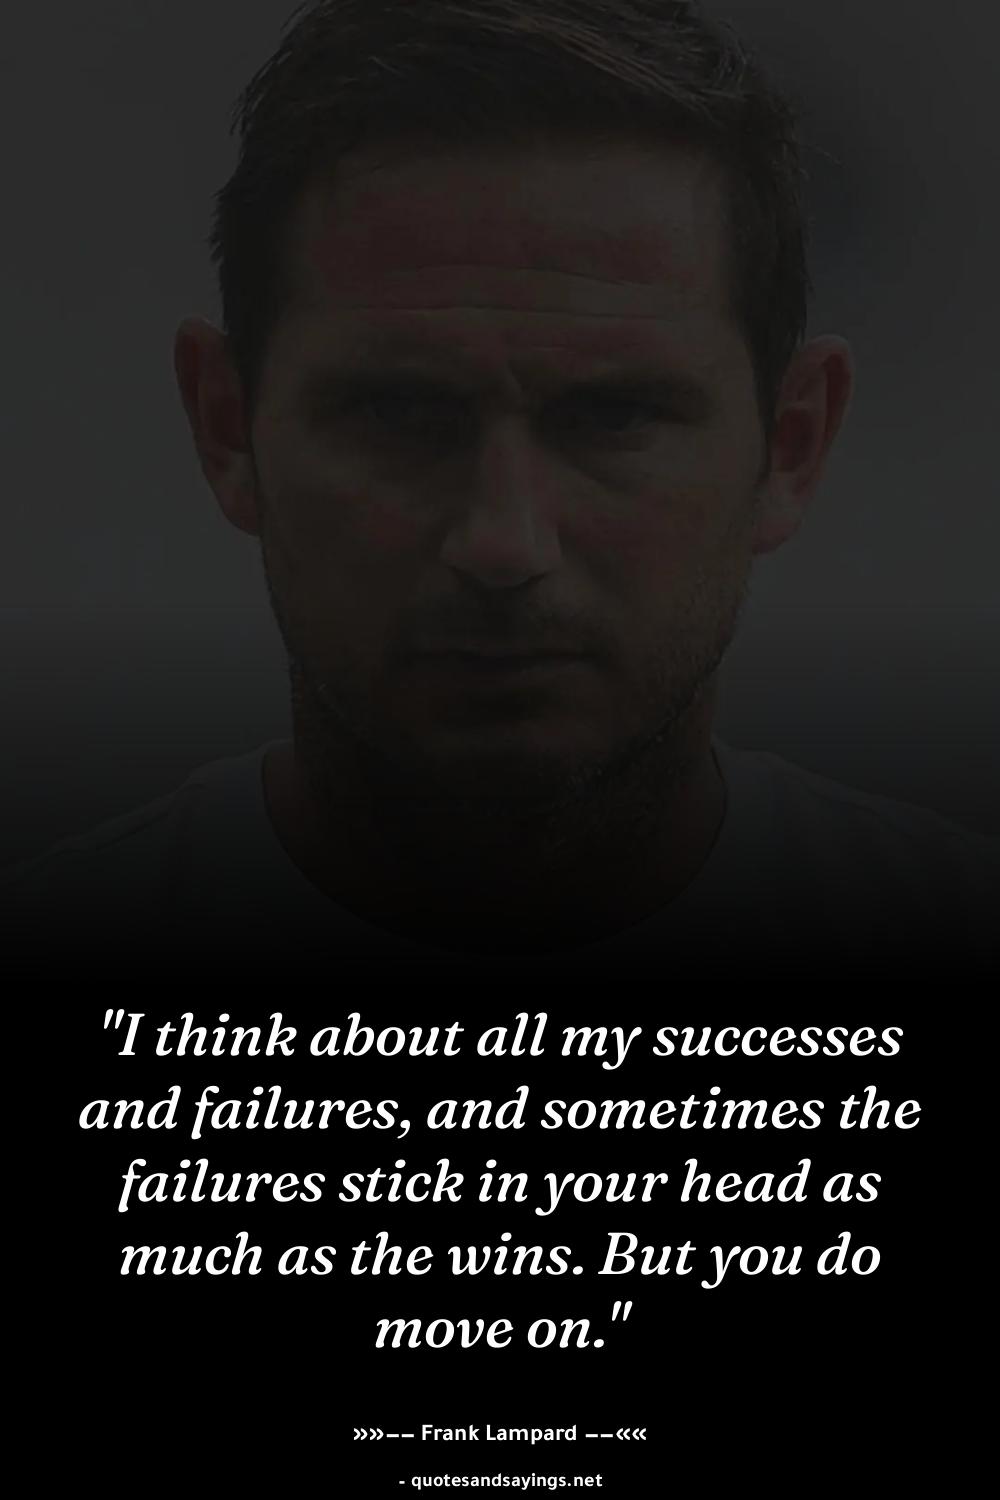 "I think about all my successes
and failures, and sometimes the
failures stick in your head as
much as the wins. But you do
move on."
»»−− Frank Lampard −−««
- quotesandsayings.net